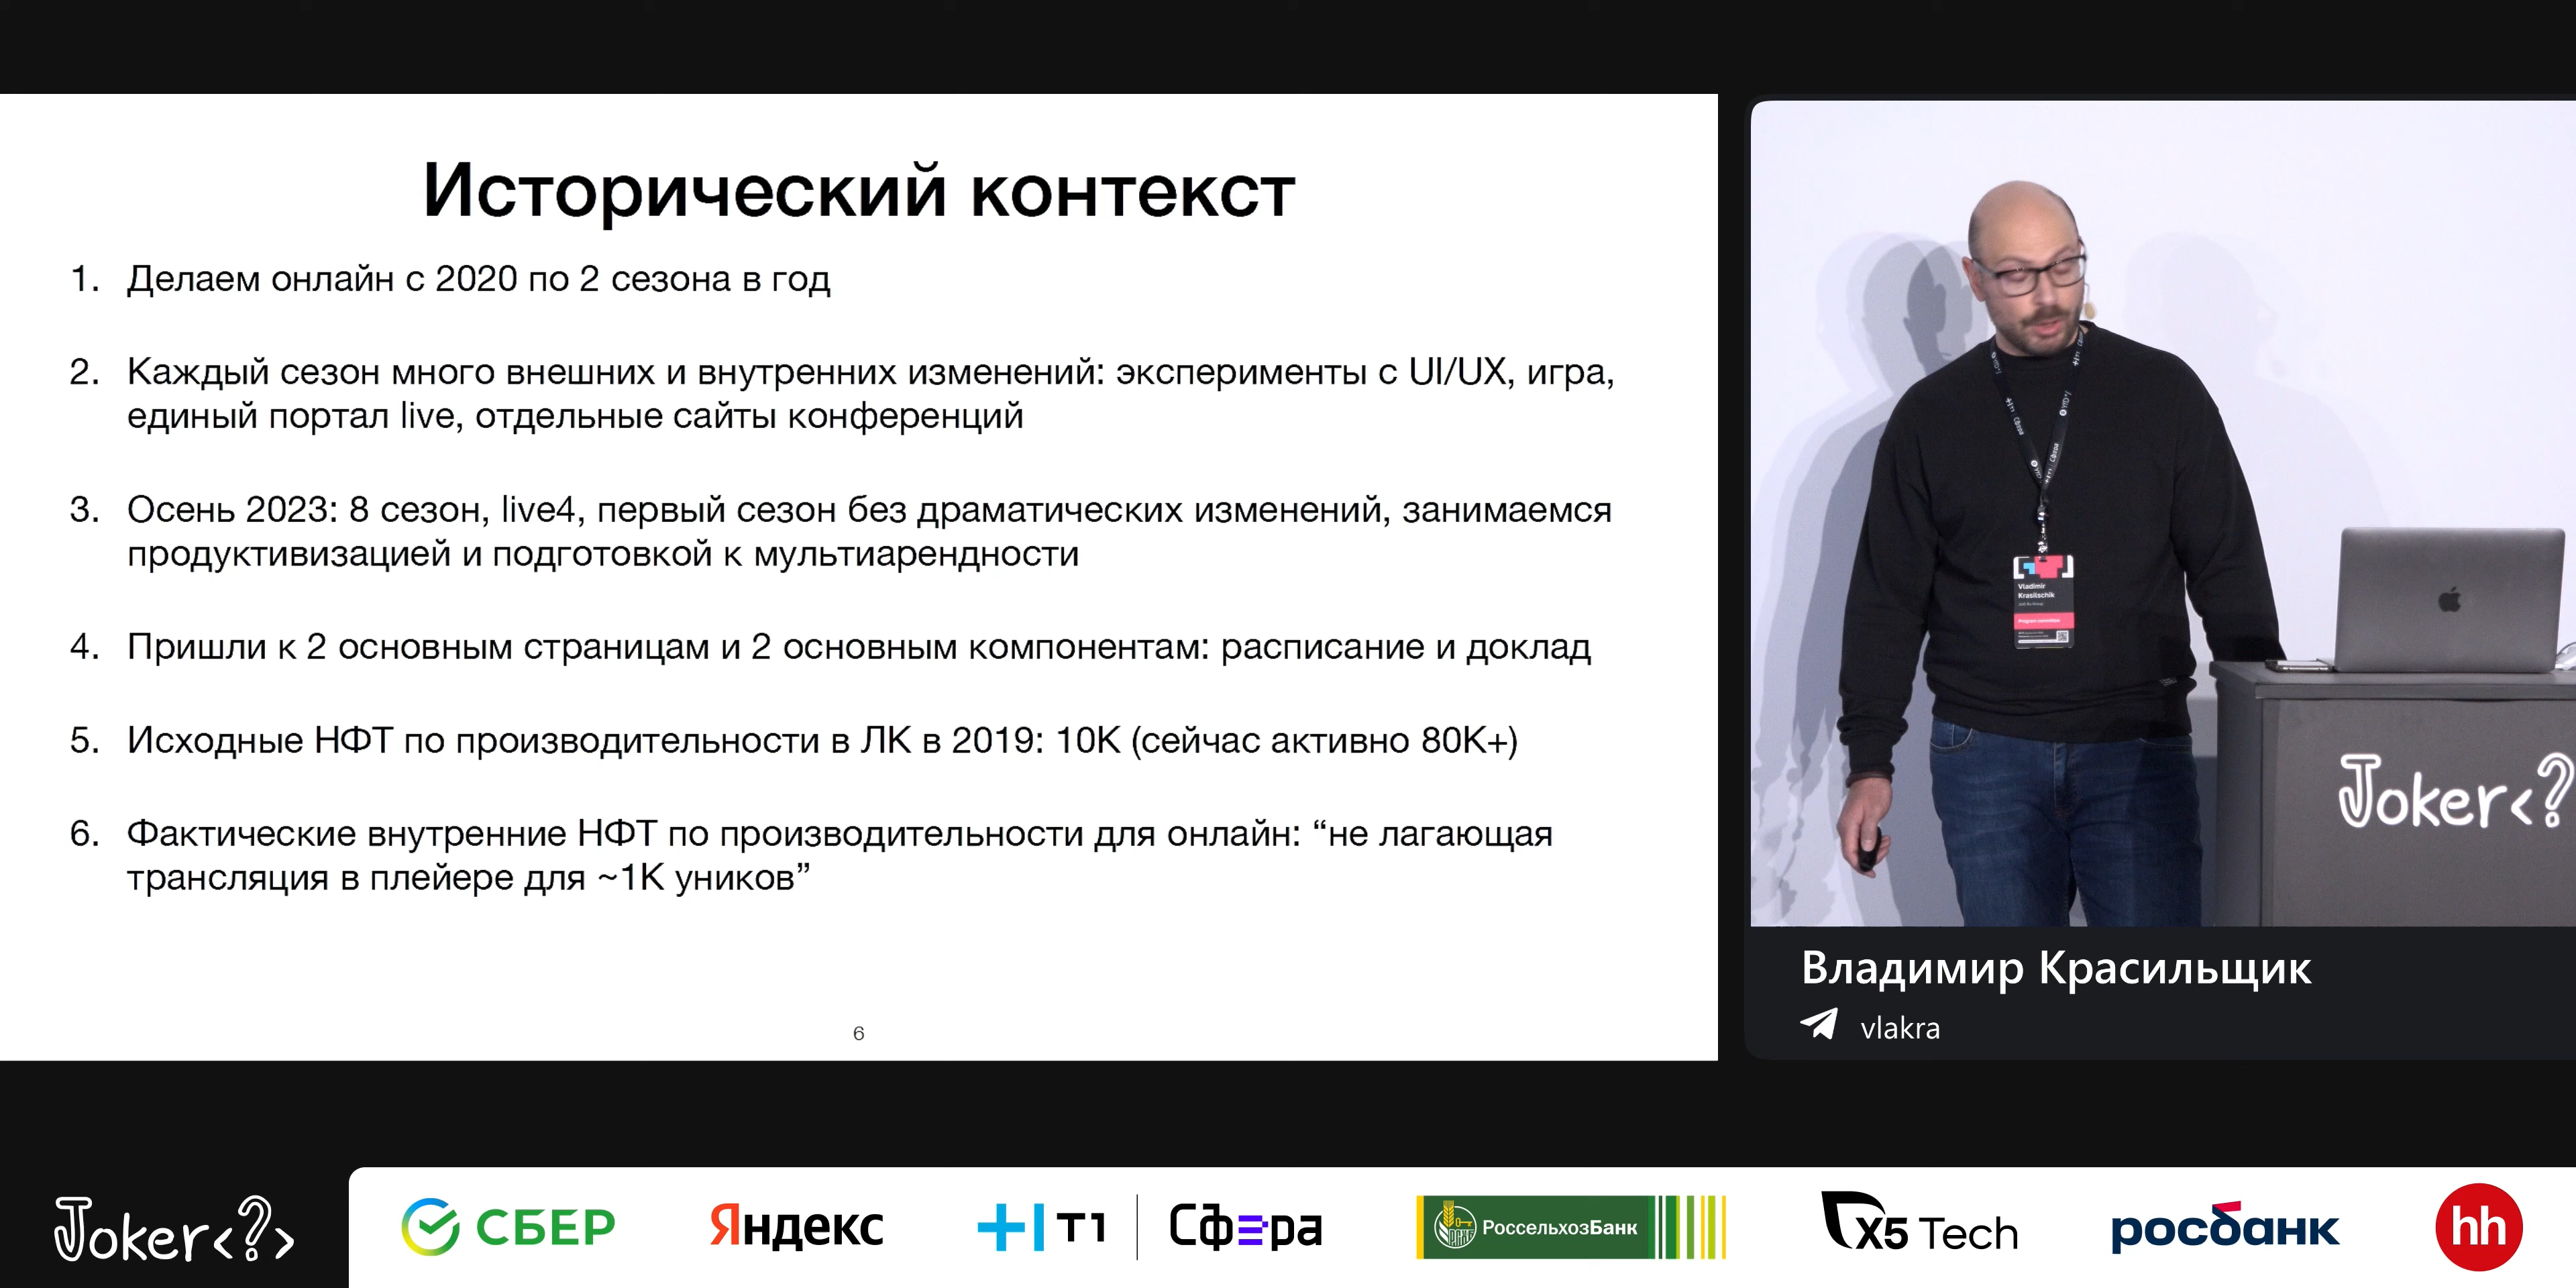 Исторический контекст
1. Делаем онлайн с 2020 по 2 сезона в год
2. Каждый сезон много внешних и внутренних изменений: эксперименты с UI/UX, игра,
единый портал live, отдельные сайты конференций
3. Осень 2023: 8 сезон, live4, первый сезон без драматических изменений, занимаемся
продуктивизацией и подготовкой к мультиарендности
4. Пришли к 2 основным страницам и 2 основным компонентам: расписание и доклад
5. Исходные НФТ по производительности в ЛК в 2019: 10К (сейчас активно 80К+)
6. Фактические внутренние НФТ по производительности для онлайн: “не лагающая
трансляция в плейере для ~1К уников”
6
Vladimir
Krasilschik
Program committee
Joker<?
Владимир Красильщик
vlakra
Joker<?>
СБЕР
Яндекс
Т1
Сфера
РоссельхозБанк
X5 Tech
росбанк
hh